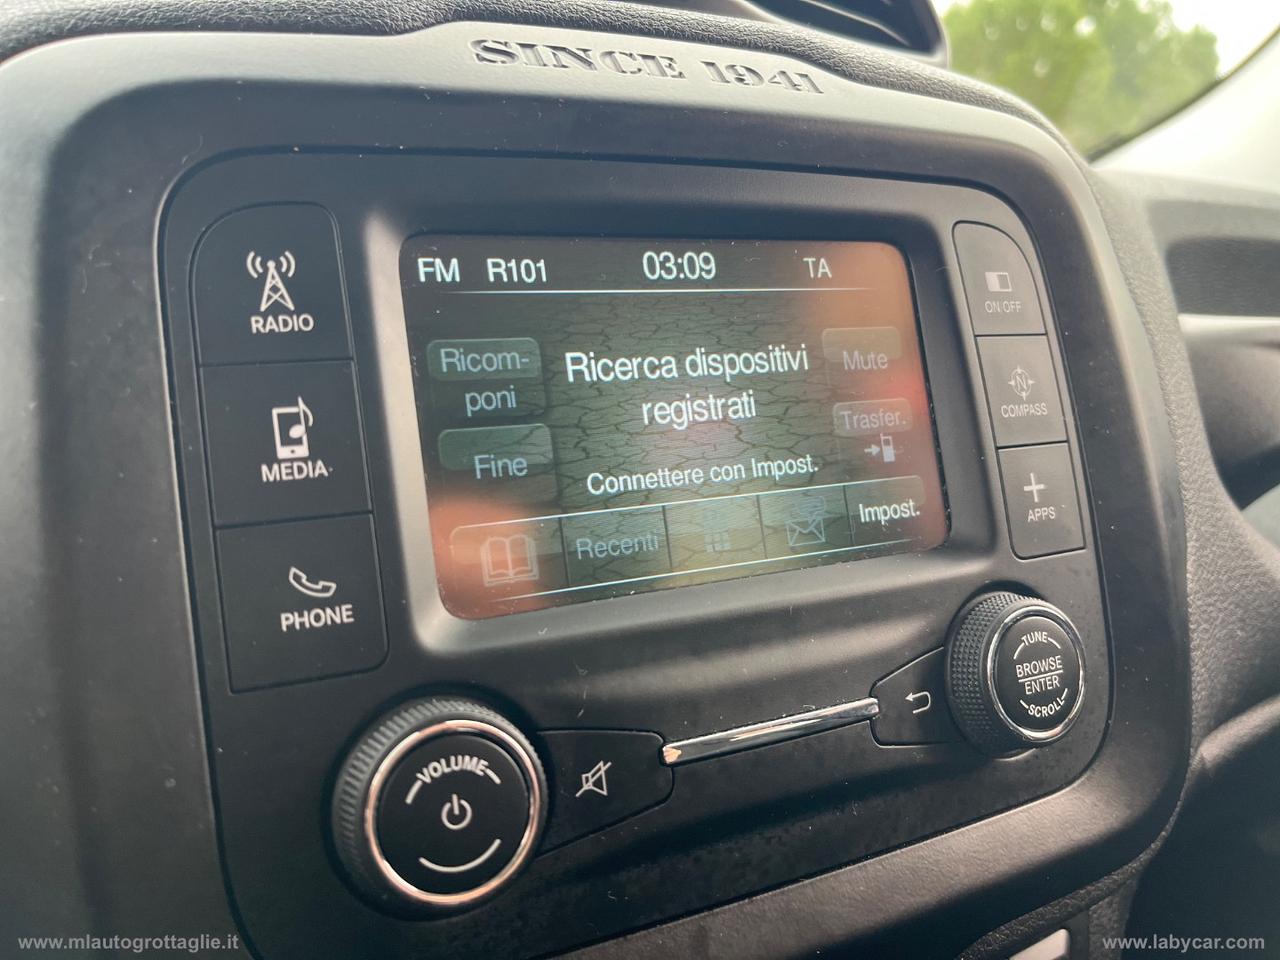 SINCE 1941
FM R101 03:09 TA
RADIO
MEDIA
PHONE
Ricom-
poni
Fine
Ricerca dispositivi
registrati
Connettere con Impost.
Mute
Trasfer.
Recenti
Impost.
ON OFF
N
COMPASS
APPS
VOLUME
TUNE
BROWSE
ENTER
SCROLL
www.mlautogrottaglie.it
www.labycar.com